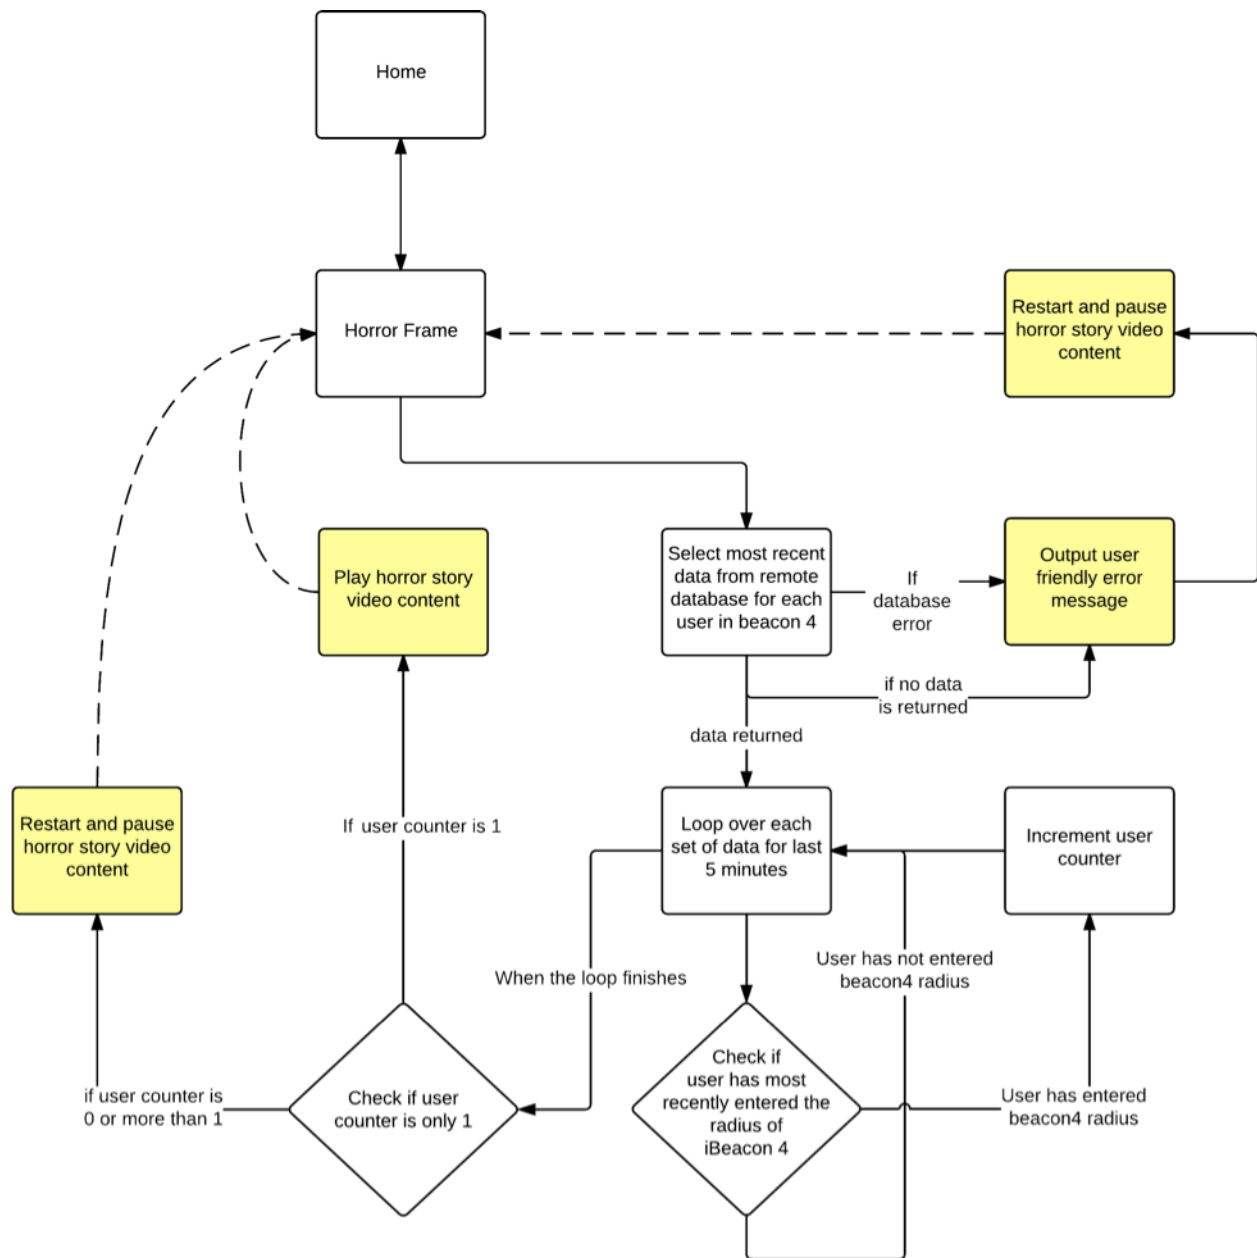 Home
Horror Frame
Restart and pause
horror story video
content
Play horror story
video content
Select most recent
data from remote
database for each
user in beacon 4
If
database
error
Output user
friendly error
message
if no data
is returned
data returned
Restart and pause
horror story video
content
If user counter is 1
Loop over each
set of data for last
5 minutes
Increment user
counter
When the loop finishes
User has not entered
beacon4 radius
if user counter is
0 or more than 1
Check if user
counter is only 1
Check if
user has most
recently entered the
radius of
iBeacon 4
User has entered
beacon4 radius